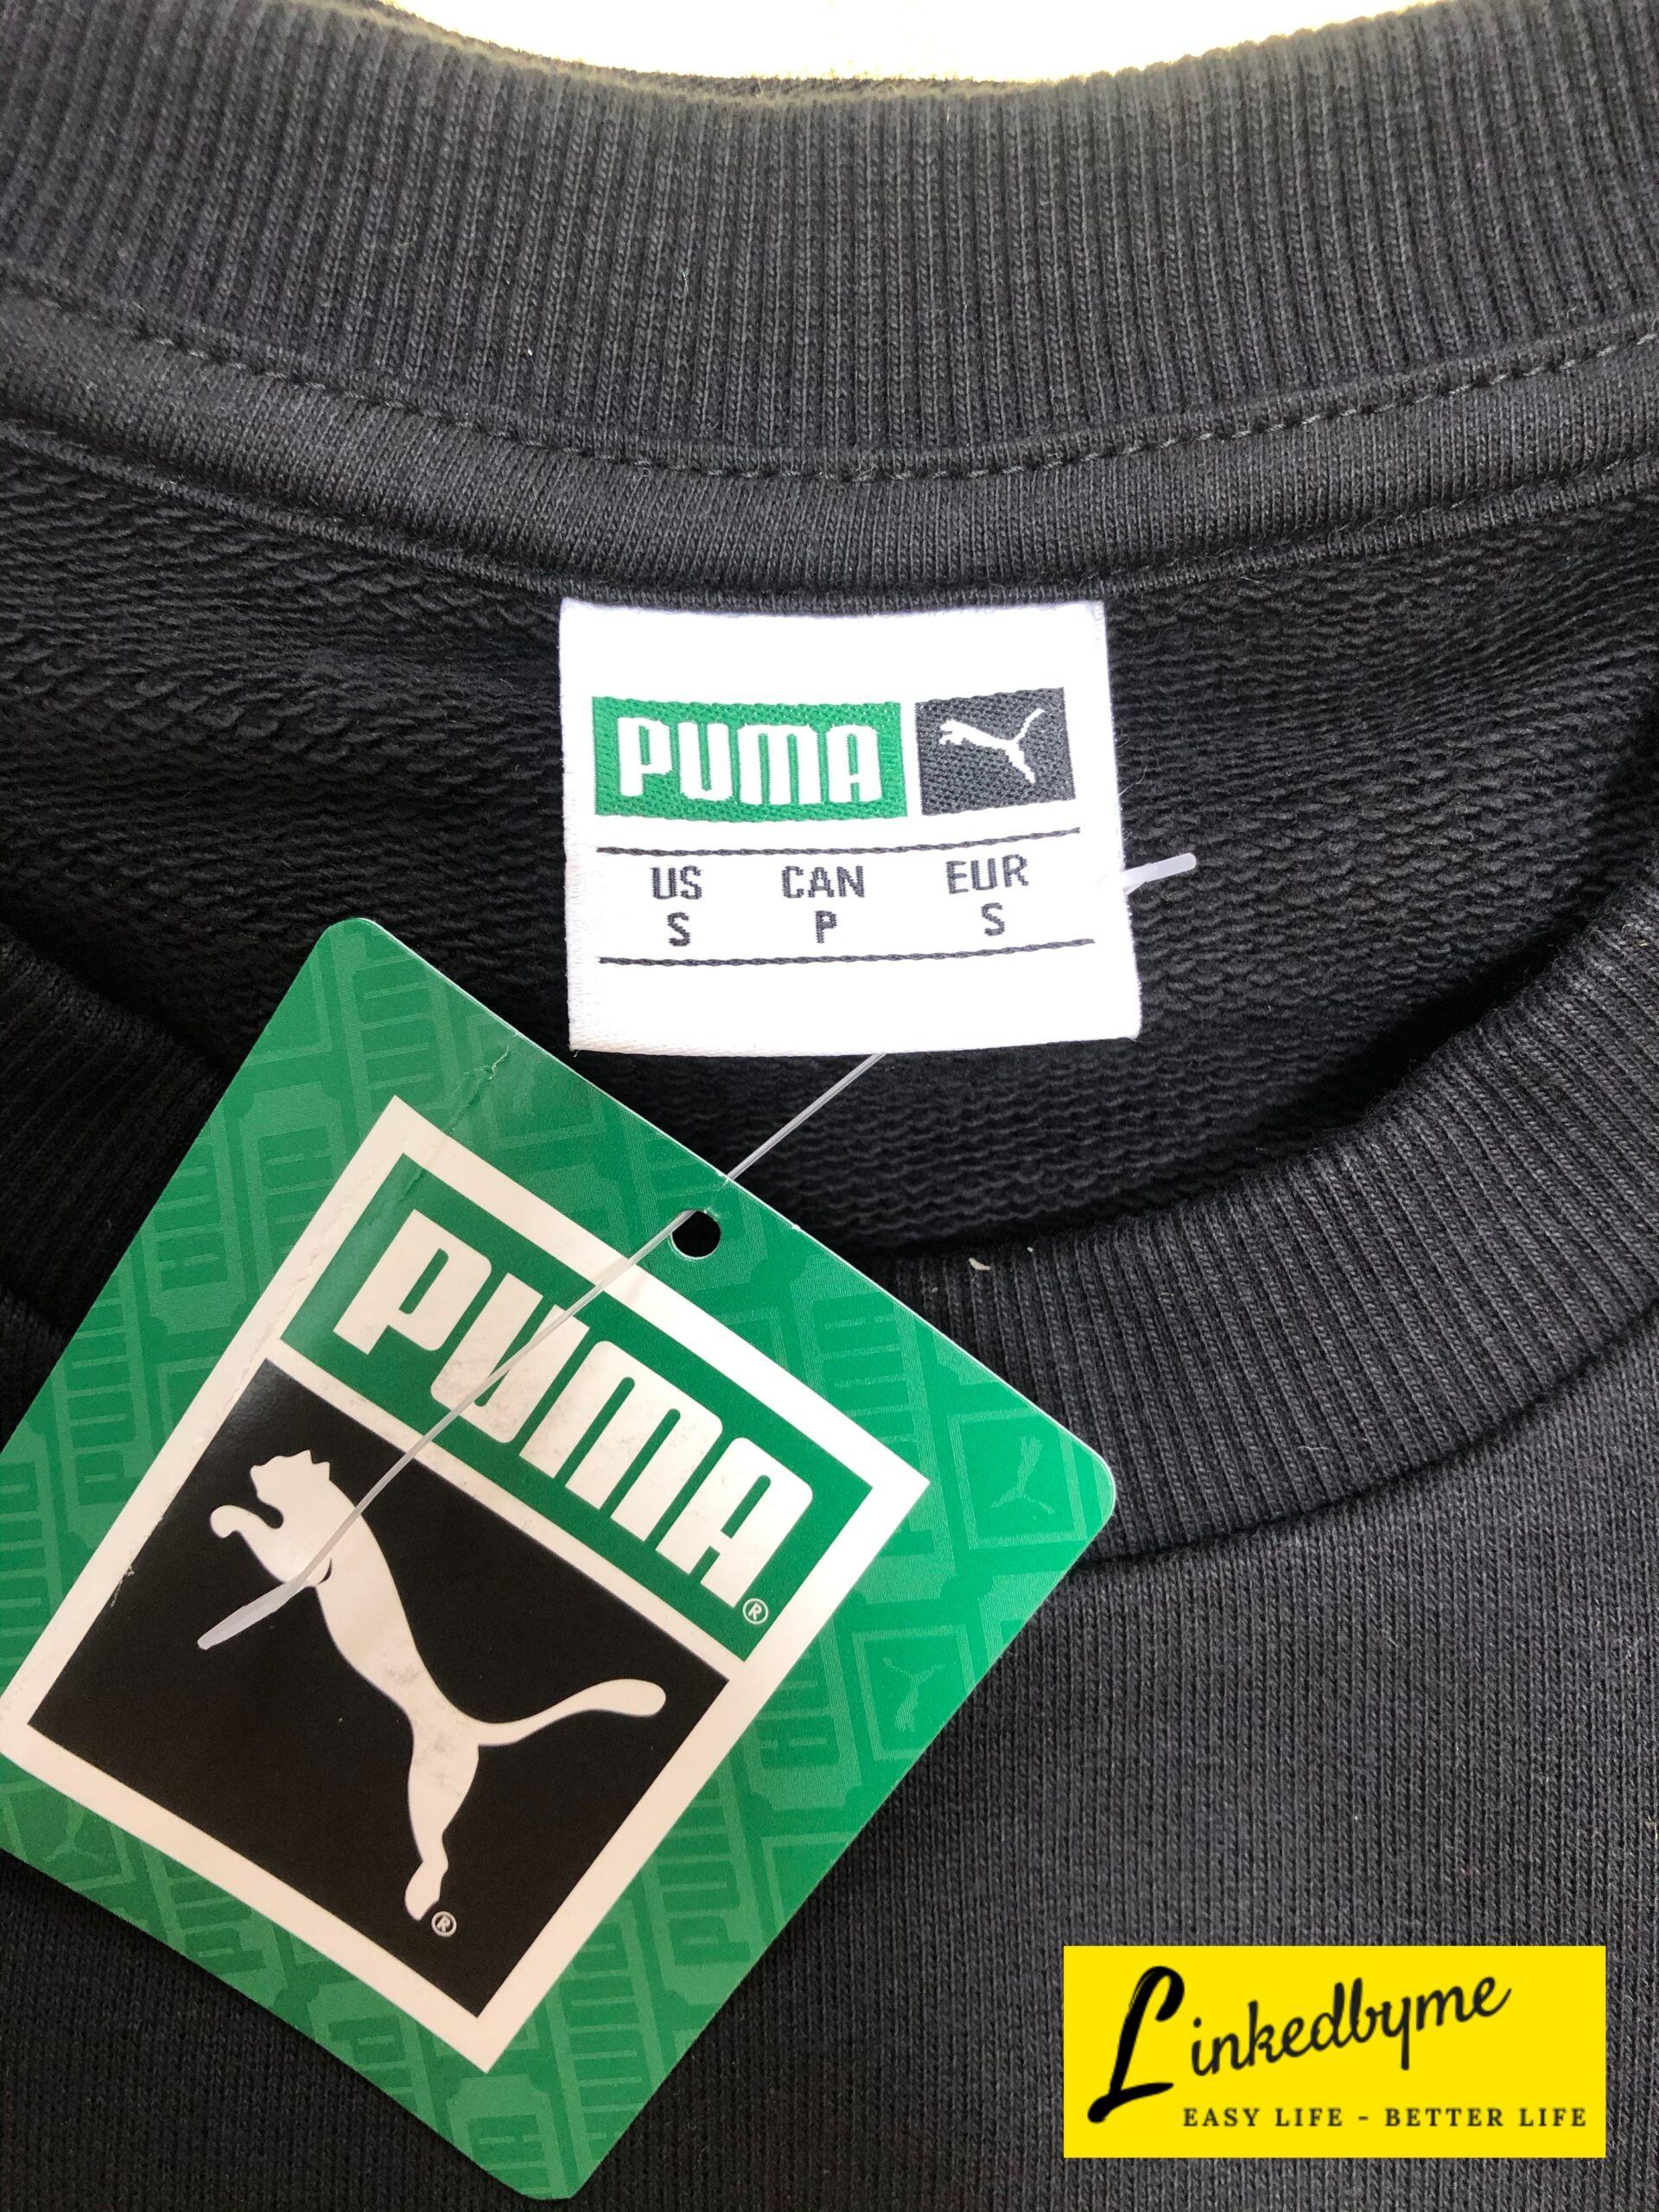 PUMA
US CAN EUR
S P S
PUMA®
®
Linkedbyme
EASY LIFE - BETTER LIFE